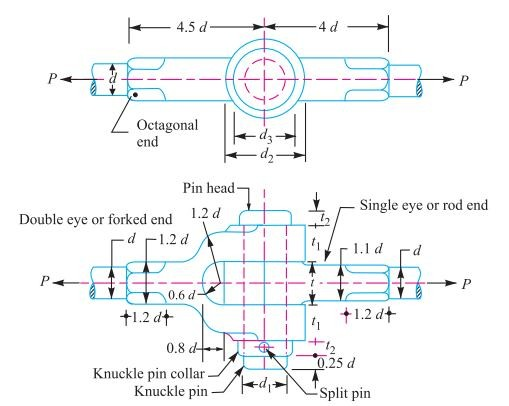 4.5 d
4 d
P
d
P
Octagonal
end
d3
d2
Pin head
t2
Single eye or rod end
1.2 d
Double eye or forked end
d
1.2 d
t1
1.1 d
d
P
t
P
0.6 d
1.2 d
t1
1.2 d
0.8 d
t2
0.25 d
Knuckle pin collar
d1
Knuckle pin
Split pin